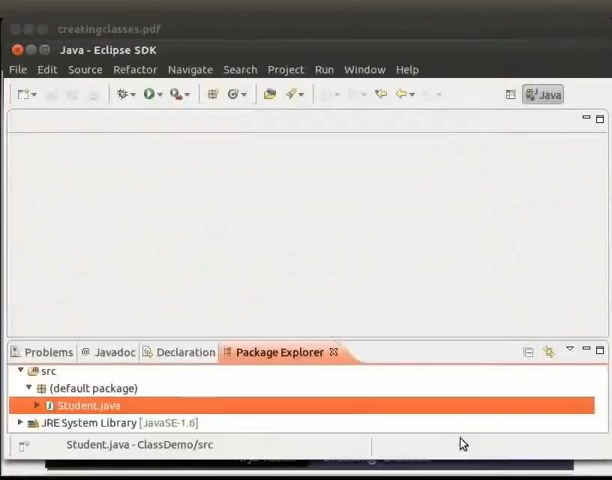 creatingclasses.pdf
Java - Eclipse SDK
File Edit Source Refactor Navigate Search Project Run Window Help
Java
Problems @ Javadoc Declaration Package Explorer
src
(default package)
Student.java
JRE System Library [JavaSE-1.6]
Student.java - ClassDemo/src